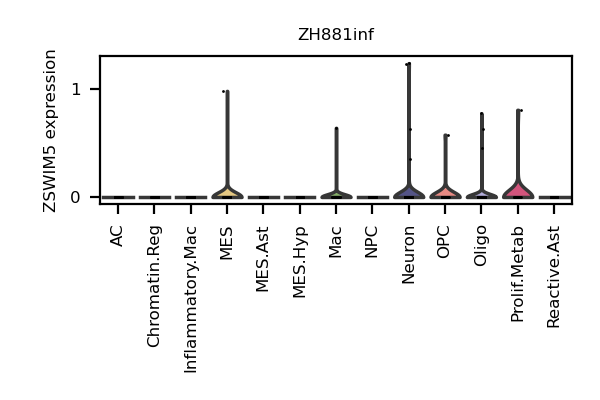 ZH881inf
ZSWIM5 expression
1
0
AC
Chromatin.Reg
Inflammatory.Mac
MES
MES.Ast
MES.Hyp
Mac
NPC
Neuron
OPC
Oligo
Prolif.Metab
Reactive.Ast